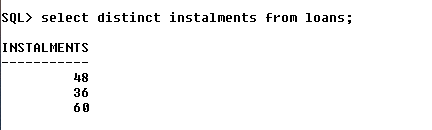 SQL> select distinct instalments from loans;
INSTALMENTS
-----------
48
36
60